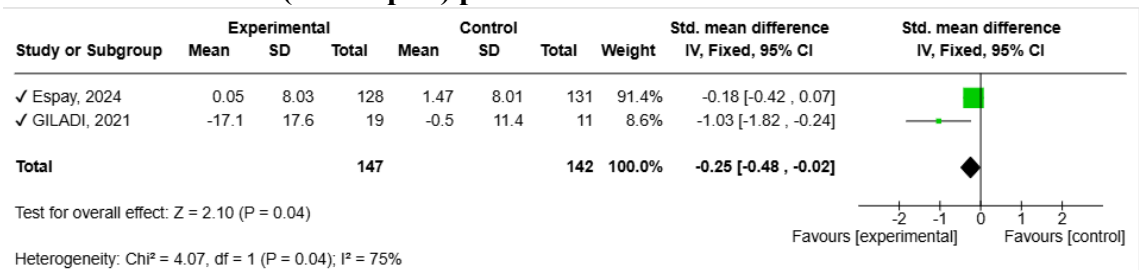 Experimental Control Std. mean difference Std. mean difference
Study or Subgroup Mean SD Total Mean SD Total Weight IV, Fixed, 95% CI IV, Fixed, 95% CI
✓ Espay, 2024 0.05 8.03 128 1.47 8.01 131 91.4% -0.18 [-0.42 , 0.07]
✓ GILADI, 2021 -17.1 17.6 19 -0.5 11.4 11 8.6% -1.03 [-1.82 , -0.24]
Total 147 142 100.0% -0.25 [-0.48 , -0.02]
Test for overall effect: Z = 2.10 (P = 0.04)
-2 -1 0 1 2
Favours [experimental] Favours [control]
Heterogeneity: Chi² = 4.07, df = 1 (P = 0.04); I² = 75%